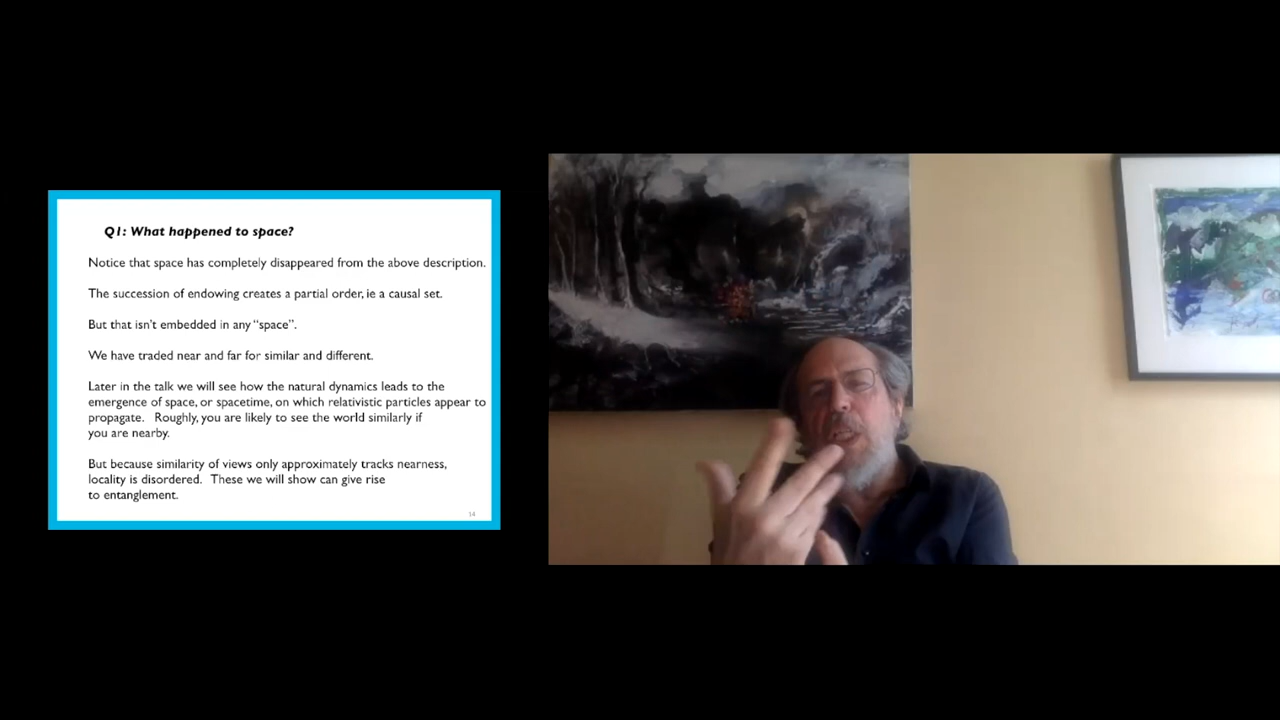 Q1: What happened to space?
Notice that space has completely disappeared from the above description.
The succession of endowing creates a partial order, ie a causal set.
But that isn't embedded in any "space".
We have traded near and far for similar and different.
Later in the talk we will see how the natural dynamics leads to the
emergence of space, or spacetime, on which relativistic particles appear to
propagate. Roughly, you are likely to see the world similarly if
you are nearby.
But because similarity of views only approximately tracks nearness,
locality is disordered. These we will show can give rise
to entanglement.
14